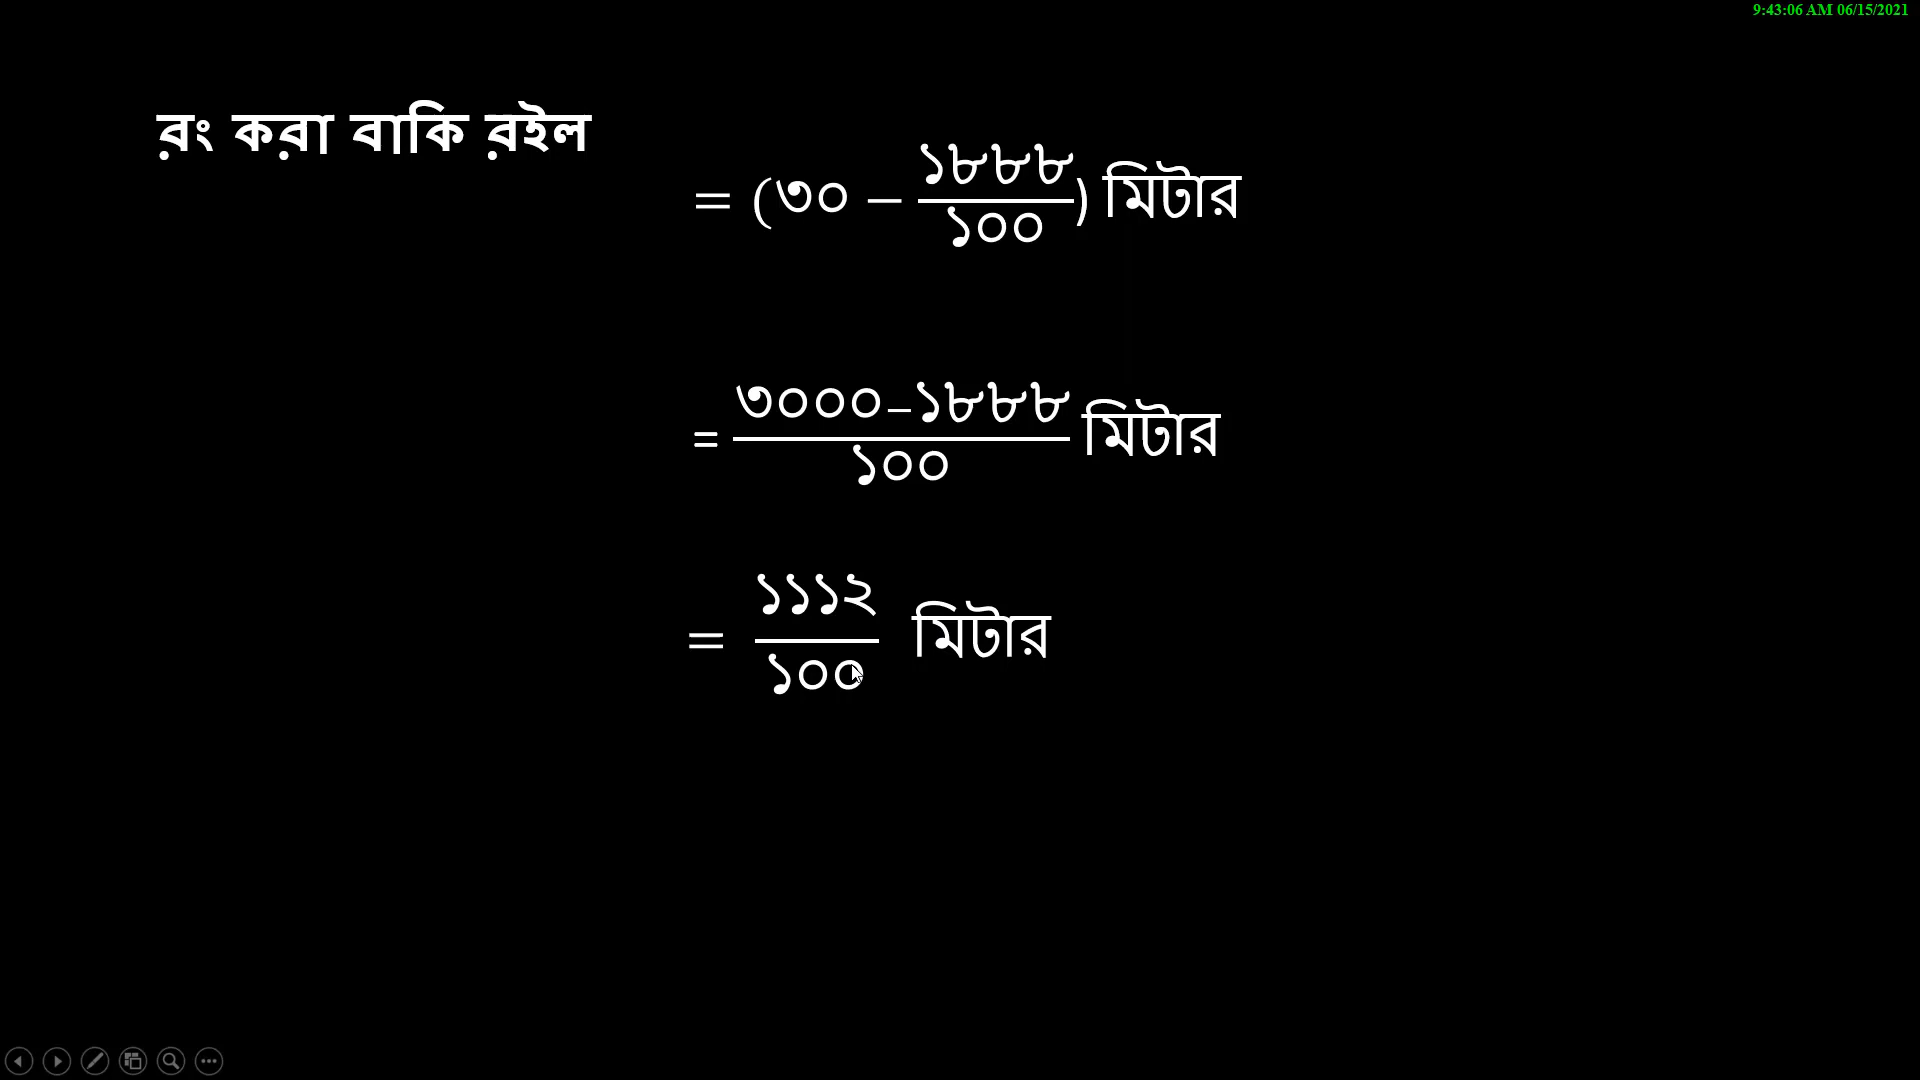 9:43:06 AM 06/15/2021
রং করা বাকি রইল
= (৩০ − ১৮৮৮/১০০) মিটার
= ৩০০০−১৮৮৮/১০০ মিটার
= ১১১২/১০০ মিটার